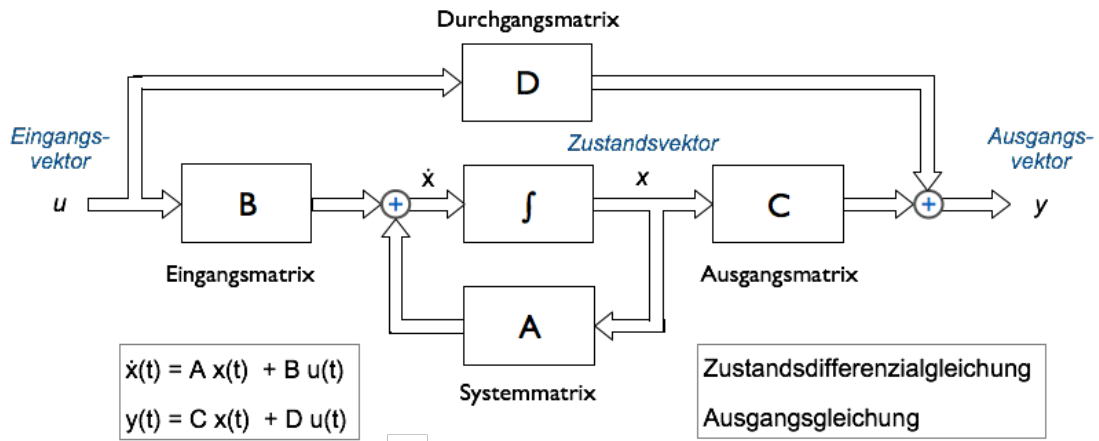 Durchgangsmatrix
D
Eingangs-
vektor
Zustandsvektor
Ausgangs-
vektor
u
B
+
ẋ
∫
x
C
+
y
Eingangsmatrix
Ausgangsmatrix
A
Systemmatrix
ẋ(t) = A x(t) + B u(t)
y(t) = C x(t) + D u(t)
Zustandsdifferenzialgleichung
Ausgangsgleichung